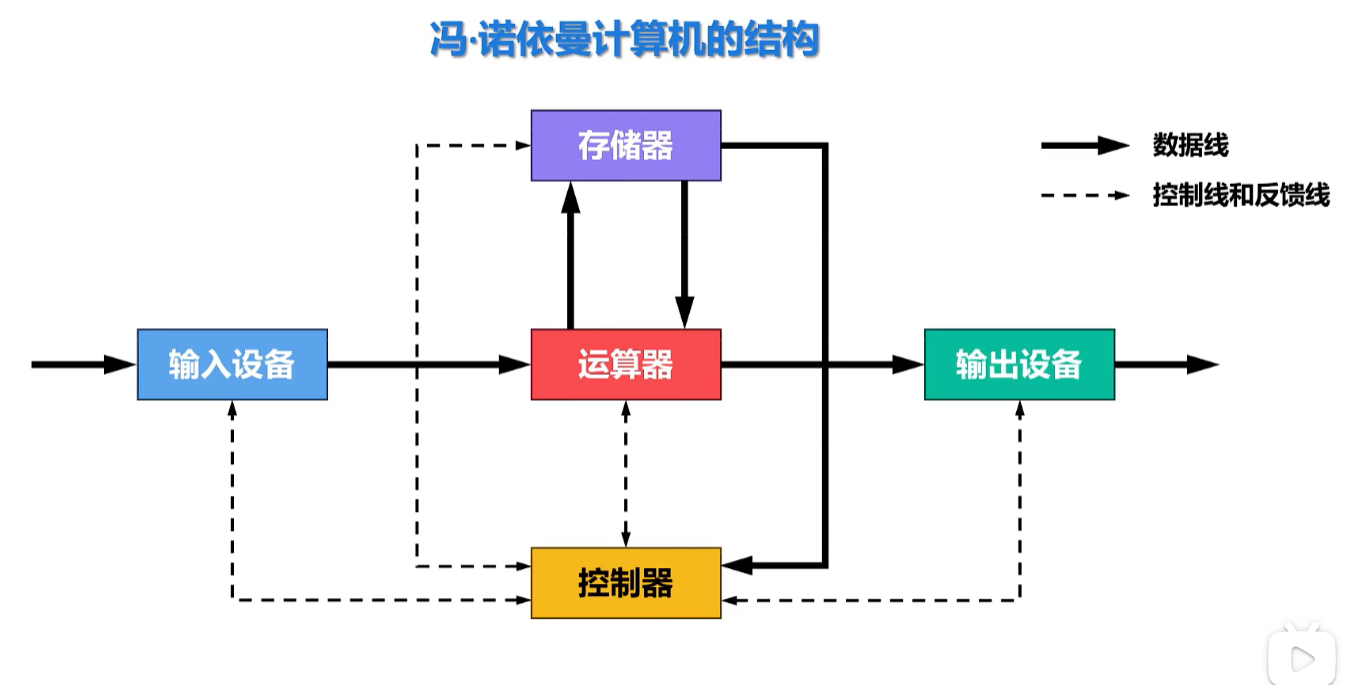 冯·诺依曼计算机的结构
存储器
数据线
控制线和反馈线
输入设备
运算器
输出设备
控制器